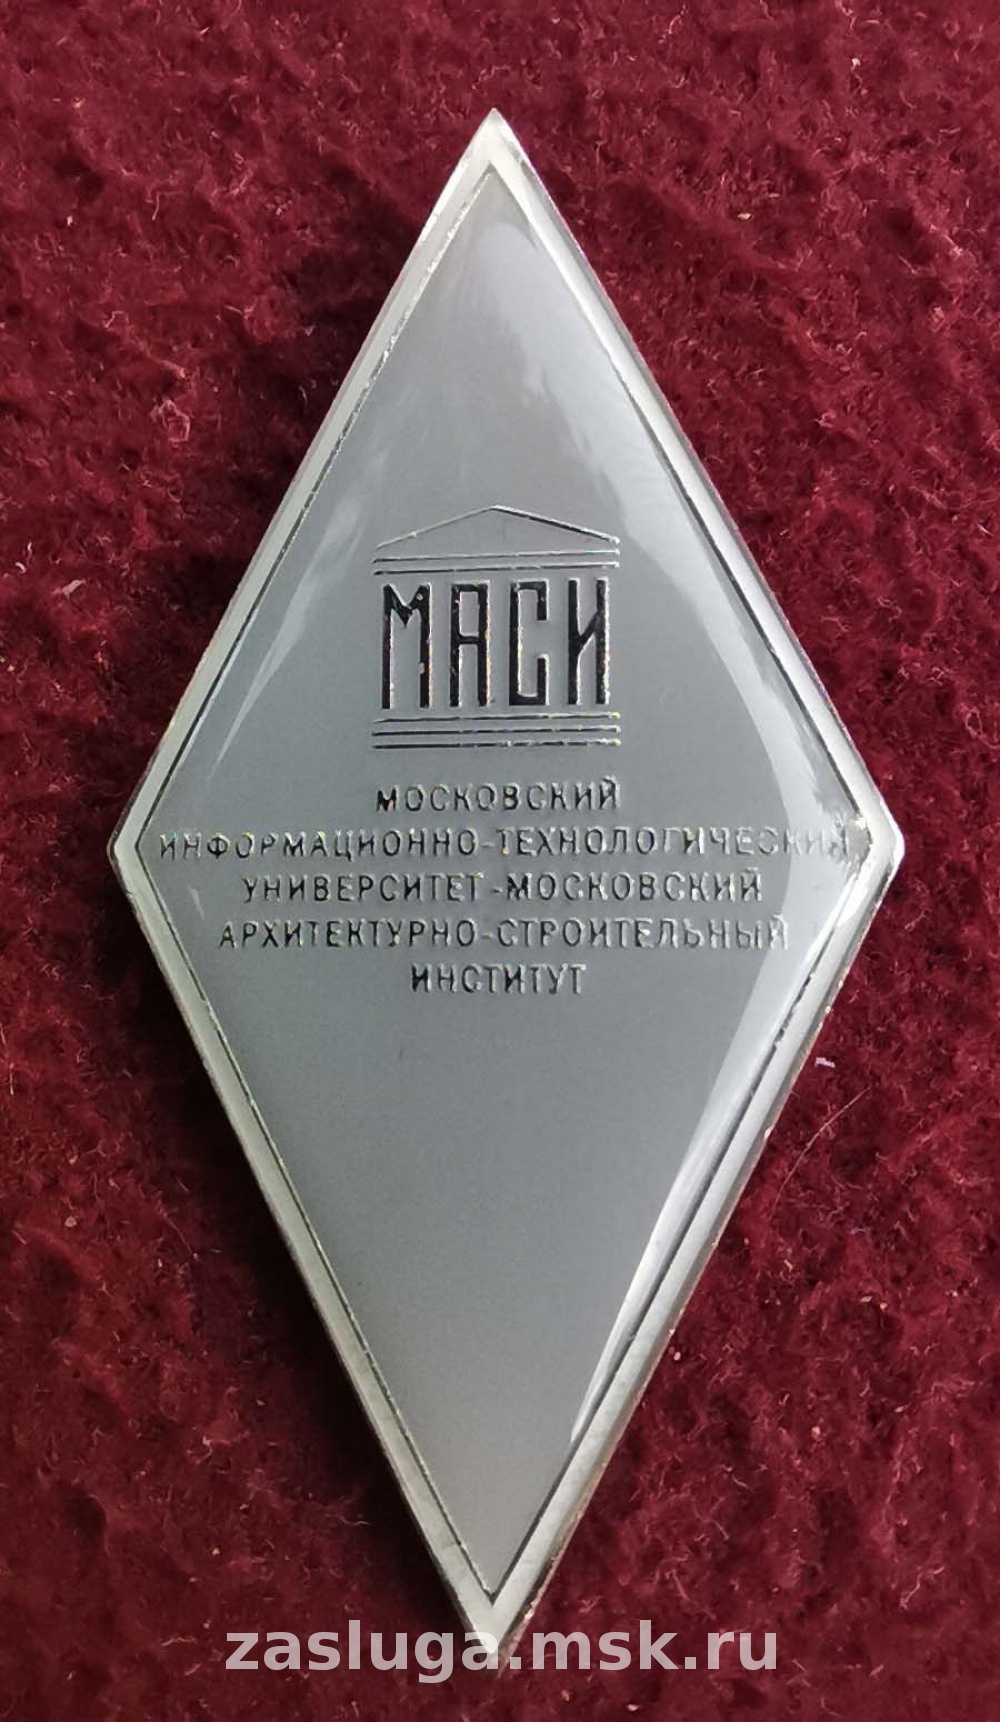 МАСИ
МОСКОВСКИЙ
ИНФОРМАЦИОННО-ТЕХНОЛОГИЧЕСКИЙ
УНИВЕРСИТЕТ-МОСКОВСКИЙ
АРХИТЕКТУРНО-СТРОИТЕЛЬНЫЙ
ИНСТИТУТ
zasluga.msk.ru